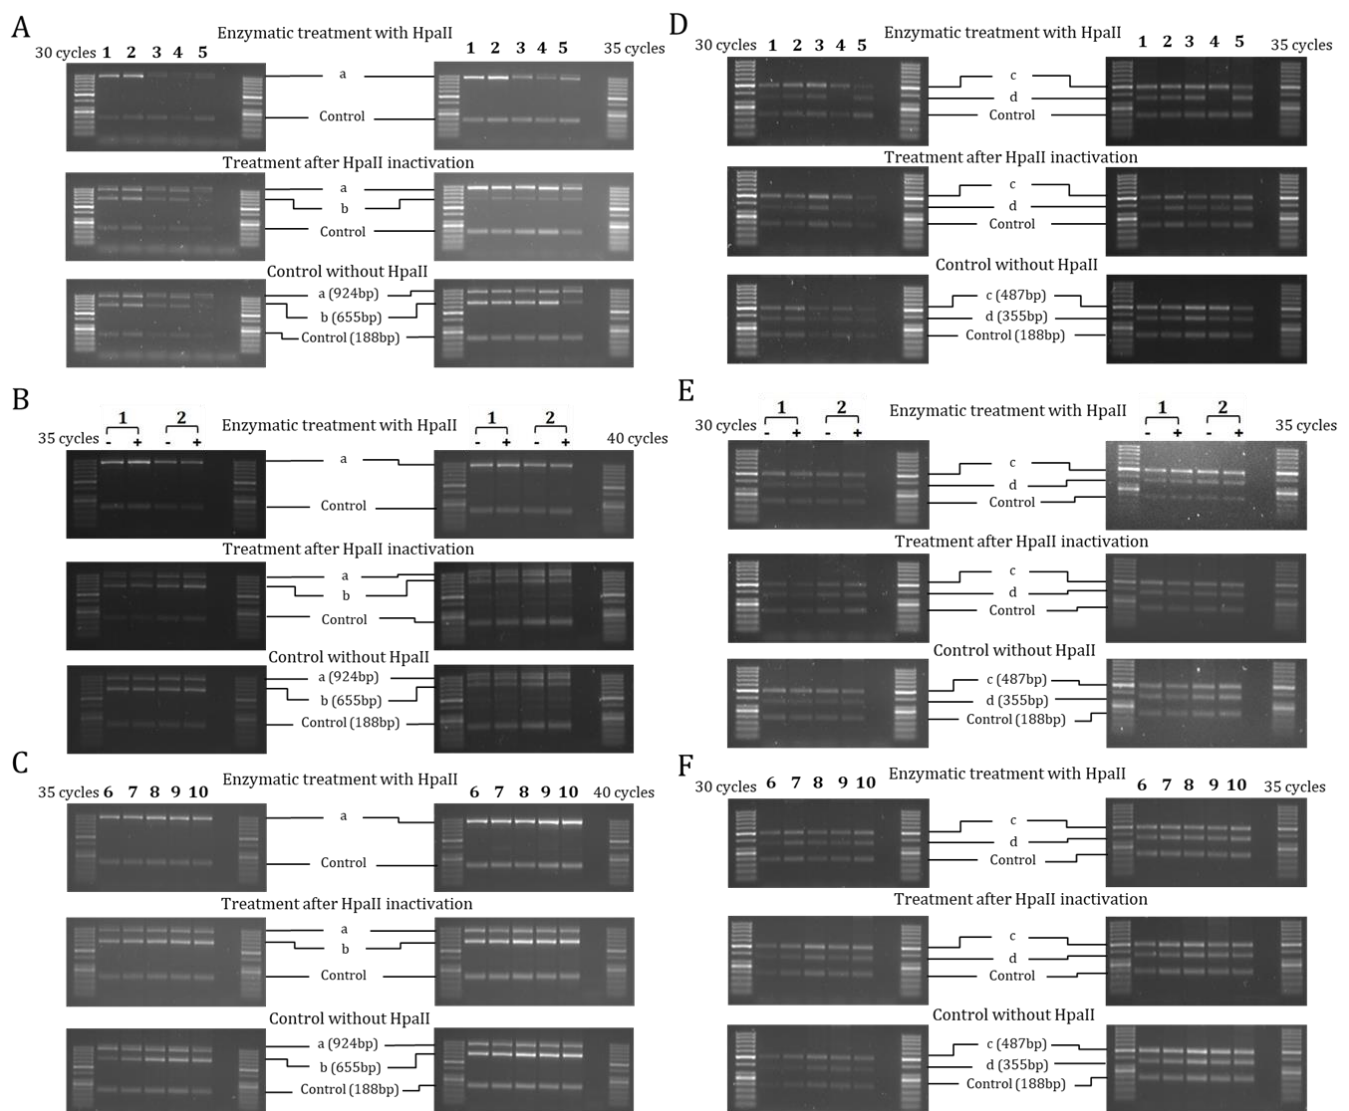 A
Enzymatic treatment with HpaII
30 cycles 1 2 3 4 5
1 2 3 4 5 35 cycles
a
Control
Treatment after HpaII inactivation
a
b
Control
Control without HpaII
a (924bp)
b (655bp)
Control (188bp)
B
1 2
Enzymatic treatment with HpaII
1 2
35 cycles - + - +
- + - + 40 cycles
a
Control
Treatment after HpaII inactivation
a
b
Control
Control without HpaII
a (924bp)
b (655bp)
Control (188bp)
C
Enzymatic treatment with HpaII
35 cycles 6 7 8 9 10
6 7 8 9 10 40 cycles
a
Control
Treatment after HpaII inactivation
a
b
Control
Control without HpaII
a (924bp)
b (655bp)
Control (188bp)
D
Enzymatic treatment with HpaII
30 cycles 1 2 3 4 5
1 2 3 4 5 35 cycles
c
d
Control
Treatment after HpaII inactivation
c
d
Control
Control without HpaII
c (487bp)
d (355bp)
Control (188bp)
E
1 2
Enzymatic treatment with HpaII
1 2
30 cycles - + - +
- + - + 35 cycles
c
d
Control
Treatment after HpaII inactivation
c
d
Control
Control without HpaII
c (487bp)
d (355bp)
Control (188bp)
F
Enzymatic treatment with HpaII
30 cycles 6 7 8 9 10
6 7 8 9 10 35 cycles
c
d
Control
Treatment after HpaII inactivation
c
d
Control
Control without HpaII
c (487bp)
d (355bp)
Control (188bp)